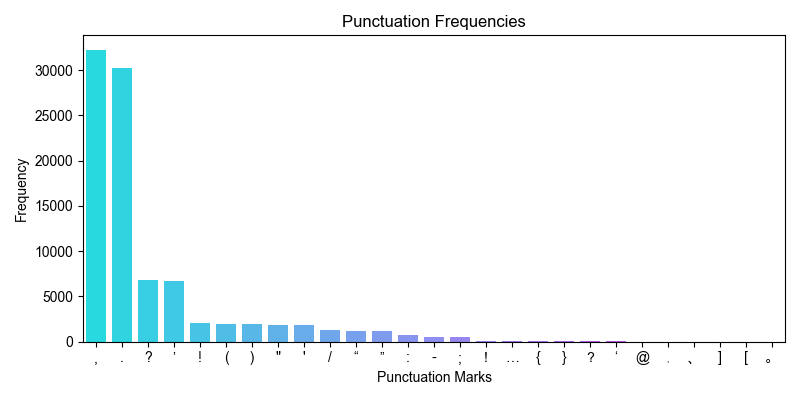 Punctuation Frequencies
Frequency
30000
25000
20000
15000
10000
5000
0
, . ? ’ ! ( ) " ' / “ ” : - ; ! … { } ? ‘ @ . 、 ] [ 。
Punctuation Marks